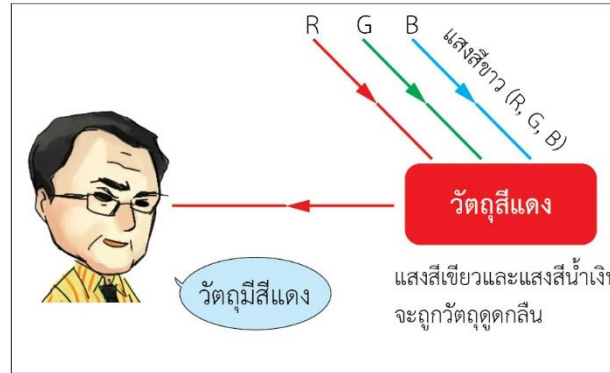 R G B
แสงสีขาว (R, G, B)
วัตถุสีแดง
วัตถุมีสีแดง
แสงสีเขียวและแสงสีน้ำเงิน
จะถูกวัตถุดูดกลืน